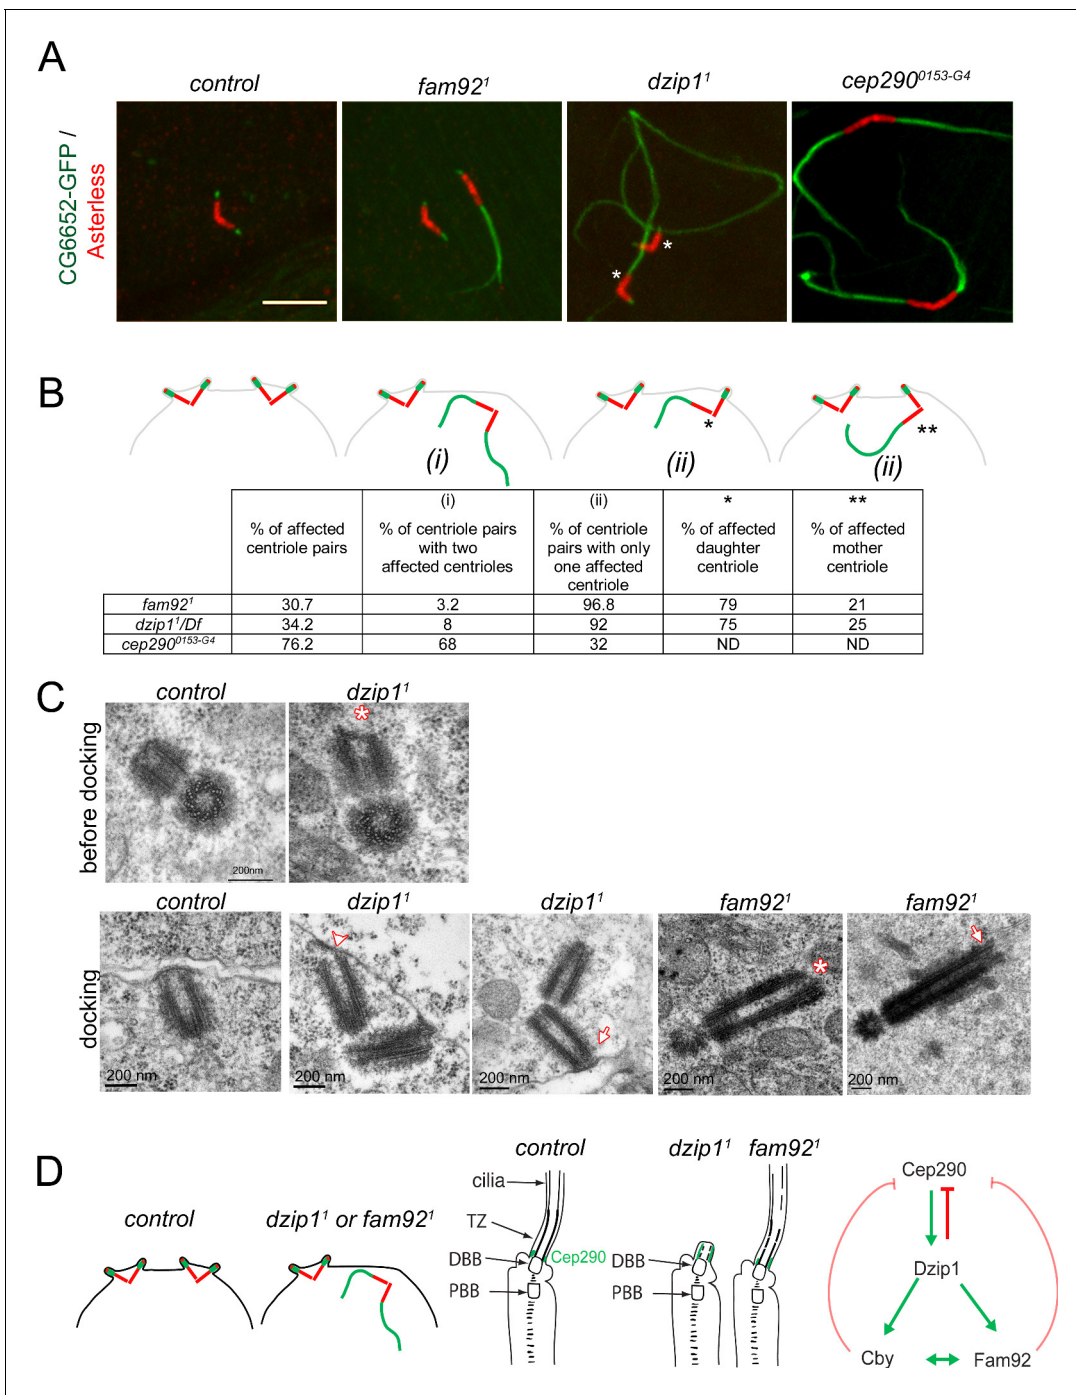 A
control
fam92¹
dzip1¹
cep290⁰¹⁵³⁻ᴳ⁴
CG6652-GFP /
Asterless
*
*
B
(i)
*
(ii)
**
(ii)
(i)
(ii)
*
**
% of affected
centriole pairs
% of centriole pairs
with two
affected centrioles
% of centriole
pairs with only
one affected
centriole
% of affected
daughter
centriole
% of affected
mother
centriole
fam92¹ 30.7 3.2 96.8 79 21
dzip1¹/Df 34.2 8 92 75 25
cep290⁰¹⁵³⁻ᴳ⁴ 76.2 68 32 ND ND
C
control
dzip1¹
before docking
*
200nm
control
dzip1¹
dzip1¹
fam92¹
fam92¹
docking
*
200 nm
200 nm
200 nm
200 nm
200 nm
D
control
dzip1¹ or fam92¹
control
dzip1¹
fam92¹
cilia
TZ
DBB
PBB
Cep290
DBB
PBB
Cep290
Dzip1
Cby
Fam92